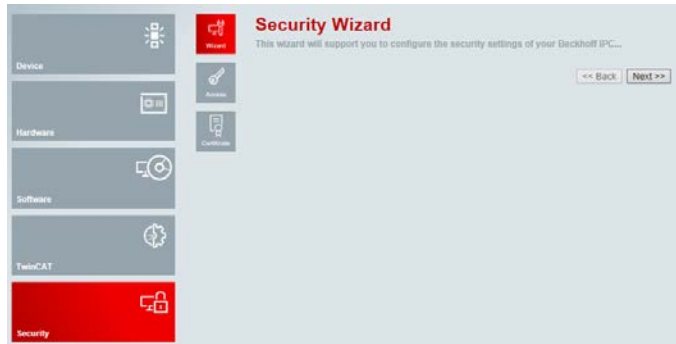 Security Wizard
This wizard will support you to configure the security settings of your Beckhoff IPC...
<< Back Next >>
Wizard
Access
Certificate
Device
Hardware
Software
TwinCAT
Security